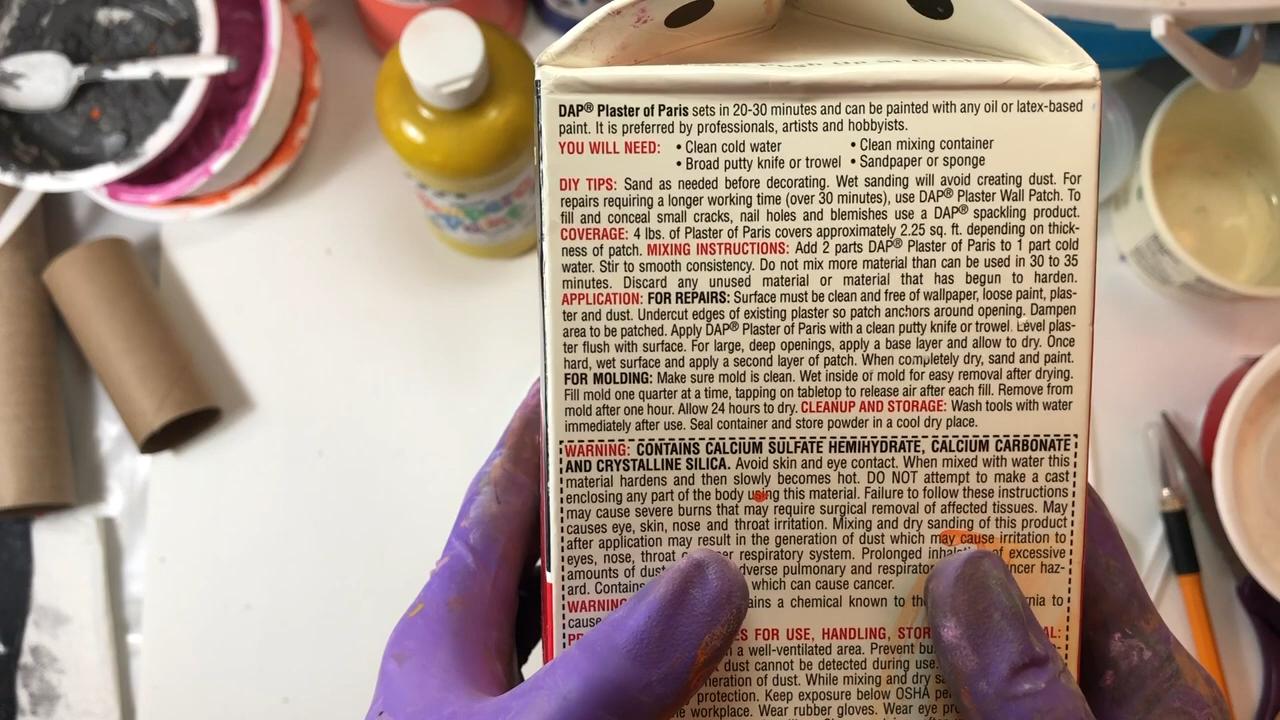 DAP® Plaster of Paris sets in 20-30 minutes and can be painted with any oil or latex-based
paint. It is preferred by professionals, artists and hobbyists.
YOU WILL NEED: • Clean cold water • Clean mixing container
• Broad putty knife or trowel • Sandpaper or sponge
DIY TIPS: Sand as needed before decorating. Wet sanding will avoid creating dust. For
repairs requiring a longer working time (over 30 minutes), use DAP® Plaster Wall Patch. To
fill and conceal small cracks, nail holes and blemishes use a DAP® spackling product.
COVERAGE: 4 lbs. of Plaster of Paris covers approximately 2.25 sq. ft. depending on thick-
ness of patch. MIXING INSTRUCTIONS: Add 2 parts DAP® Plaster of Paris to 1 part cold
water. Stir to smooth consistency. Do not mix more material than can be used in 30 to 35
minutes. Discard any unused material or material that has begun to harden.
APPLICATION: FOR REPAIRS: Surface must be clean and free of wallpaper, loose paint, plas-
ter and dust. Undercut edges of existing plaster so patch anchors around opening. Dampen
area to be patched. Apply DAP® Plaster of Paris with a clean putty knife or trowel. Level plas-
ter flush with surface. For large, deep openings, apply a base layer and allow to dry. Once
hard, wet surface and apply a second layer of patch. When completely dry, sand and paint.
FOR MOLDING: Make sure mold is clean. Wet inside of mold for easy removal after drying.
Fill mold one quarter at a time, tapping on tabletop to release air after each fill. Remove from
mold after one hour. Allow 24 hours to dry. CLEANUP AND STORAGE: Wash tools with water
immediately after use. Seal container and store powder in a cool dry place.
WARNING: CONTAINS CALCIUM SULFATE HEMIHYDRATE, CALCIUM CARBONATE
AND CRYSTALLINE SILICA. Avoid skin and eye contact. When mixed with water this
material hardens and then slowly becomes hot. DO NOT attempt to make a cast
enclosing any part of the body using this material. Failure to follow these instructions
may cause severe burns that may require surgical removal of affected tissues. May
causes eye, skin, nose and throat irritation. Mixing and dry sanding of this product
after application may result in the generation of dust which may cause irritation to
eyes, nose, throat respiratory system. Prolonged of excessive
amounts of dust pulmonary and haz-
ard. which can cause cancer.
WARNING a chemical known to to
cause
FOR USE, HANDLING,
a well-ventilated area. Prevent
dust cannot be detected during use.
of dust. While mixing and dry
protection. Keep exposure below OSHA
workplace. Wear rubber gloves. Wear eye